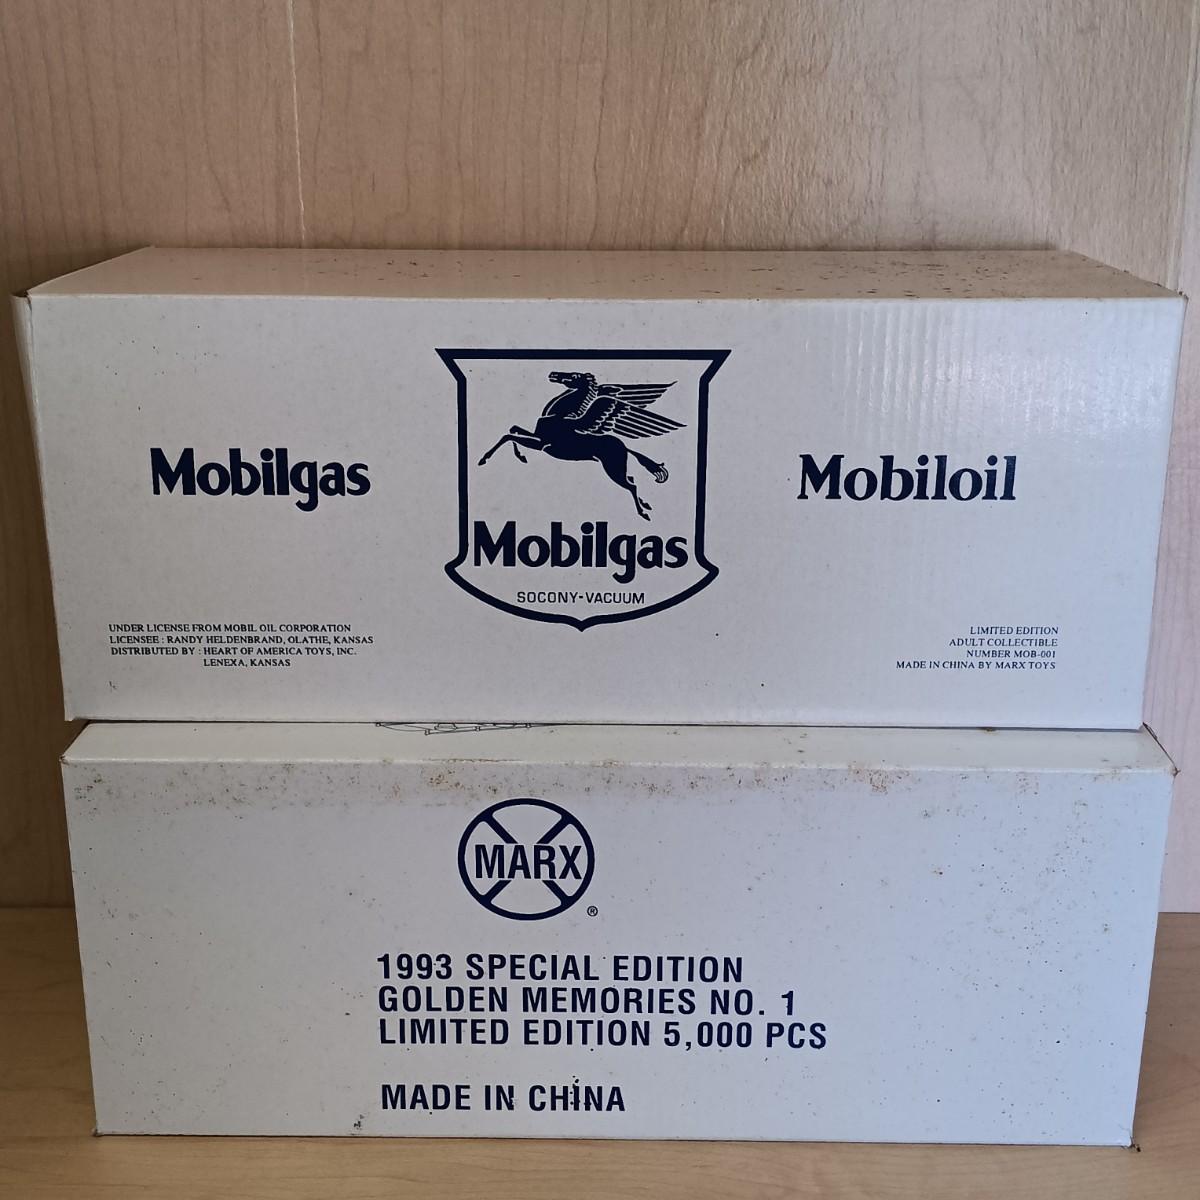 Mobilgas
Mobilgas
SOCONY-VACUUM
Mobiloil
UNDER LICENSE FROM MOBIL OIL CORPORATION
LICENSEE : RANDY HELDENBRAND, OLATHE, KANSAS
DISTRIBUTED BY : HEART OF AMERICA TOYS, INC.
LENEXA, KANSAS
LIMITED EDITION
ADULT COLLECTIBLE
NUMBER MOB-001
MADE IN CHINA BY MARX TOYS
MARX
®
1993 SPECIAL EDITION
GOLDEN MEMORIES NO. 1
LIMITED EDITION 5,000 PCS
MADE IN CHINA